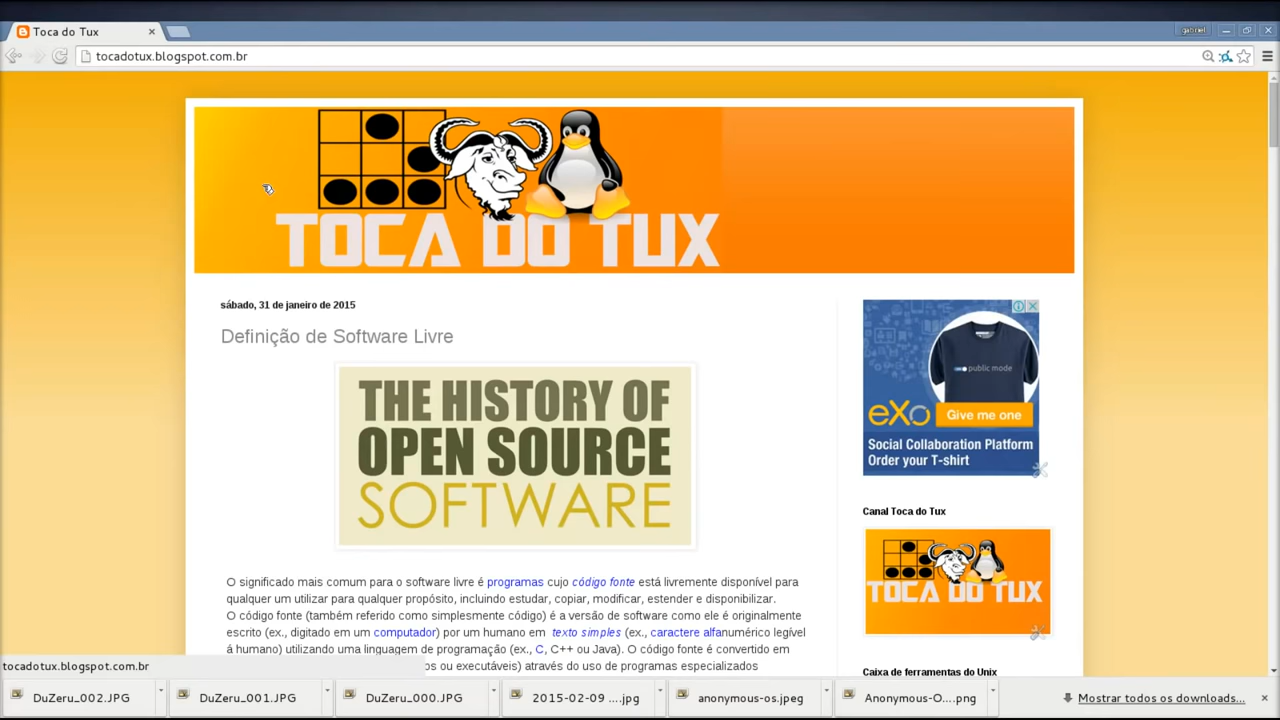 Toca do Tux
gabriel
tocadotux.blogspot.com.br
TOCA DO TUX
sábado, 31 de janeiro de 2015
Definição de Software Livre
THE HISTORY OF
OPEN SOURCE
SOFTWARE
O significado mais comum para o software livre é programas cujo código fonte está livremente disponível para
qualquer um utilizar para qualquer propósito, incluindo estudar, copiar, modificar, estender e disponibilizar.
O código fonte (também referido como simplesmente código) é a versão de software como ele é originalmente
escrito (ex., digitado em um computador) por um humano em texto simples (ex., caractere alfanumérico legível
á humano) utilizando uma linguagem de programação (ex., C, C++ ou Java). O código fonte é convertido em
os ou executáveis) através do uso de programas especializados
public mode
eXo
Give me one
Social Collaboration Platform
Order your T-shirt
Canal Toca do Tux
TOCA DO TUX
Caixa de ferramentas do Unix
tocadotux.blogspot.com.br
DuZeru_002.JPG
DuZeru_001.JPG
DuZeru_000.JPG
2015-02-09 ....jpg
anonymous-os.jpeg
Anonymous-O....png
Mostrar todos os downloads...